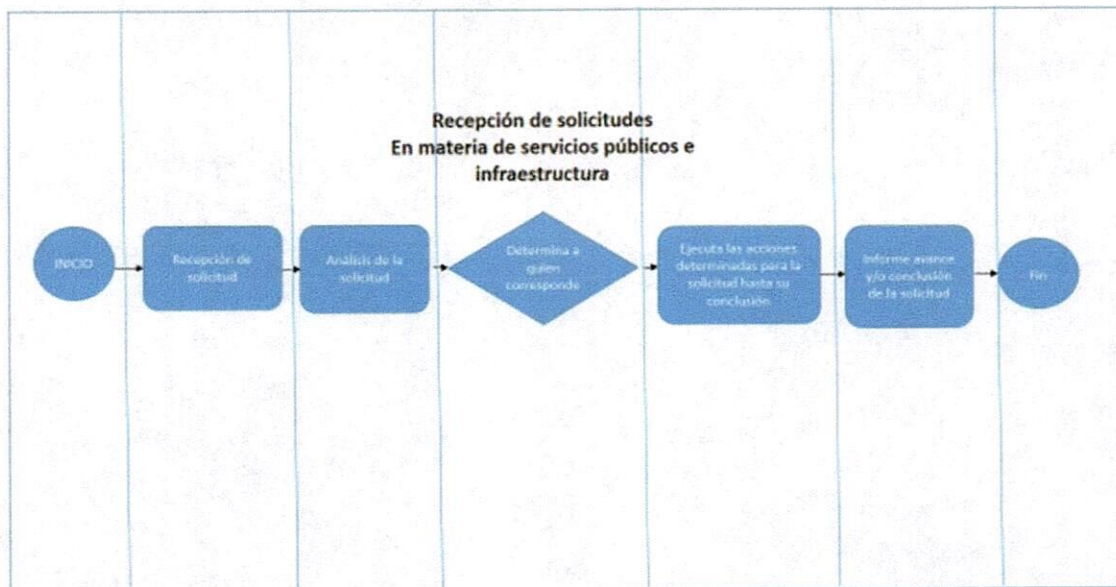 Recepción de solicitudes
En materia de servicios públicos e
infraestructura
INICIO
Recepción de
solicitud
Análisis de la
solicitud
Determina a
quien
corresponde
Ejecuta las acciones
determinadas para la
solicitud hasta su
conclusión
Informe avance
y/o conclusión
de la solicitud
Fin